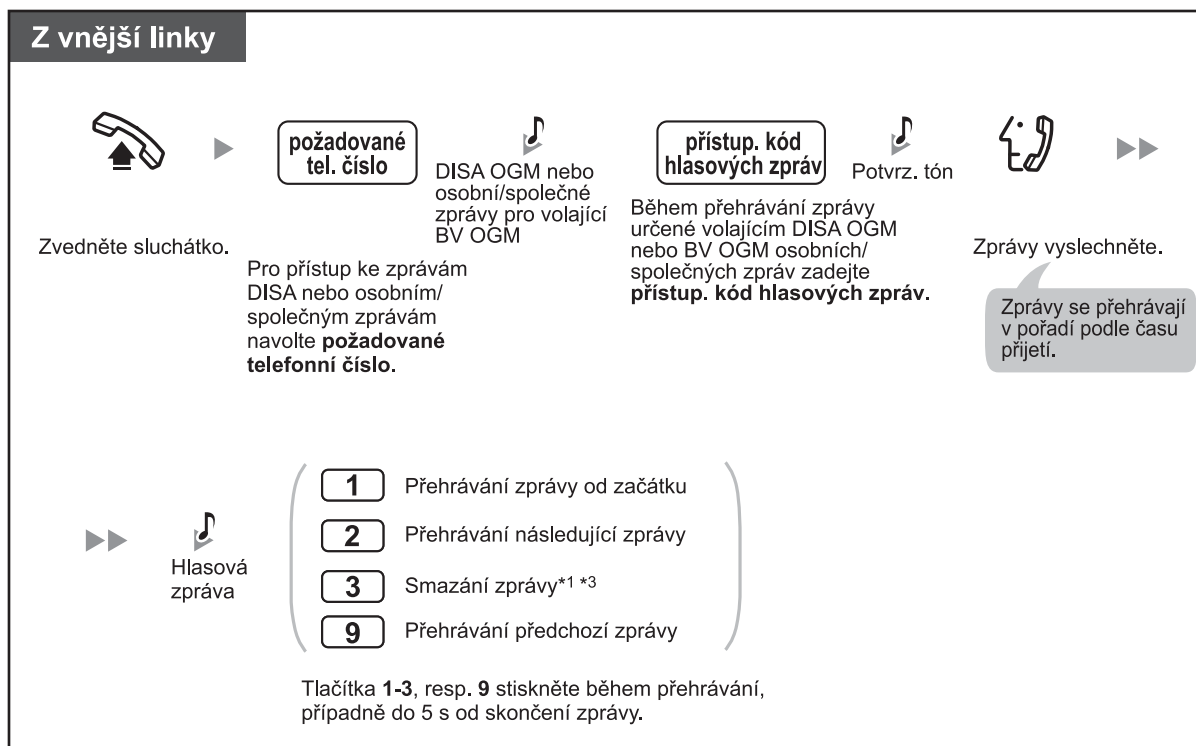 Z vnější linky
požadované
tel. číslo
DISA OGM nebo
osobní/společné
zprávy pro volající
BV OGM
přístup. kód
hlasových zpráv
Potvrz. tón
Zvedněte sluchátko.
Pro přístup ke zprávám
DISA nebo osobním/
společným zprávám
navolte požadované
telefonní číslo.
Během přehrávání zprávy
určené volajícím DISA OGM
nebo BV OGM osobních/
společných zpráv zadejte
přístup. kód hlasových zpráv.
Zprávy vyslechněte.
Zprávy se přehrávají
v pořadí podle času
přijetí.
Hlasová
zpráva
1 Přehrávání zprávy od začátku
2 Přehrávání následující zprávy
3 Smazání zprávy*1 *3
9 Přehrávání předchozí zprávy
Tlačítka 1-3, resp. 9 stiskněte během přehrávání,
případně do 5 s od skončení zprávy.